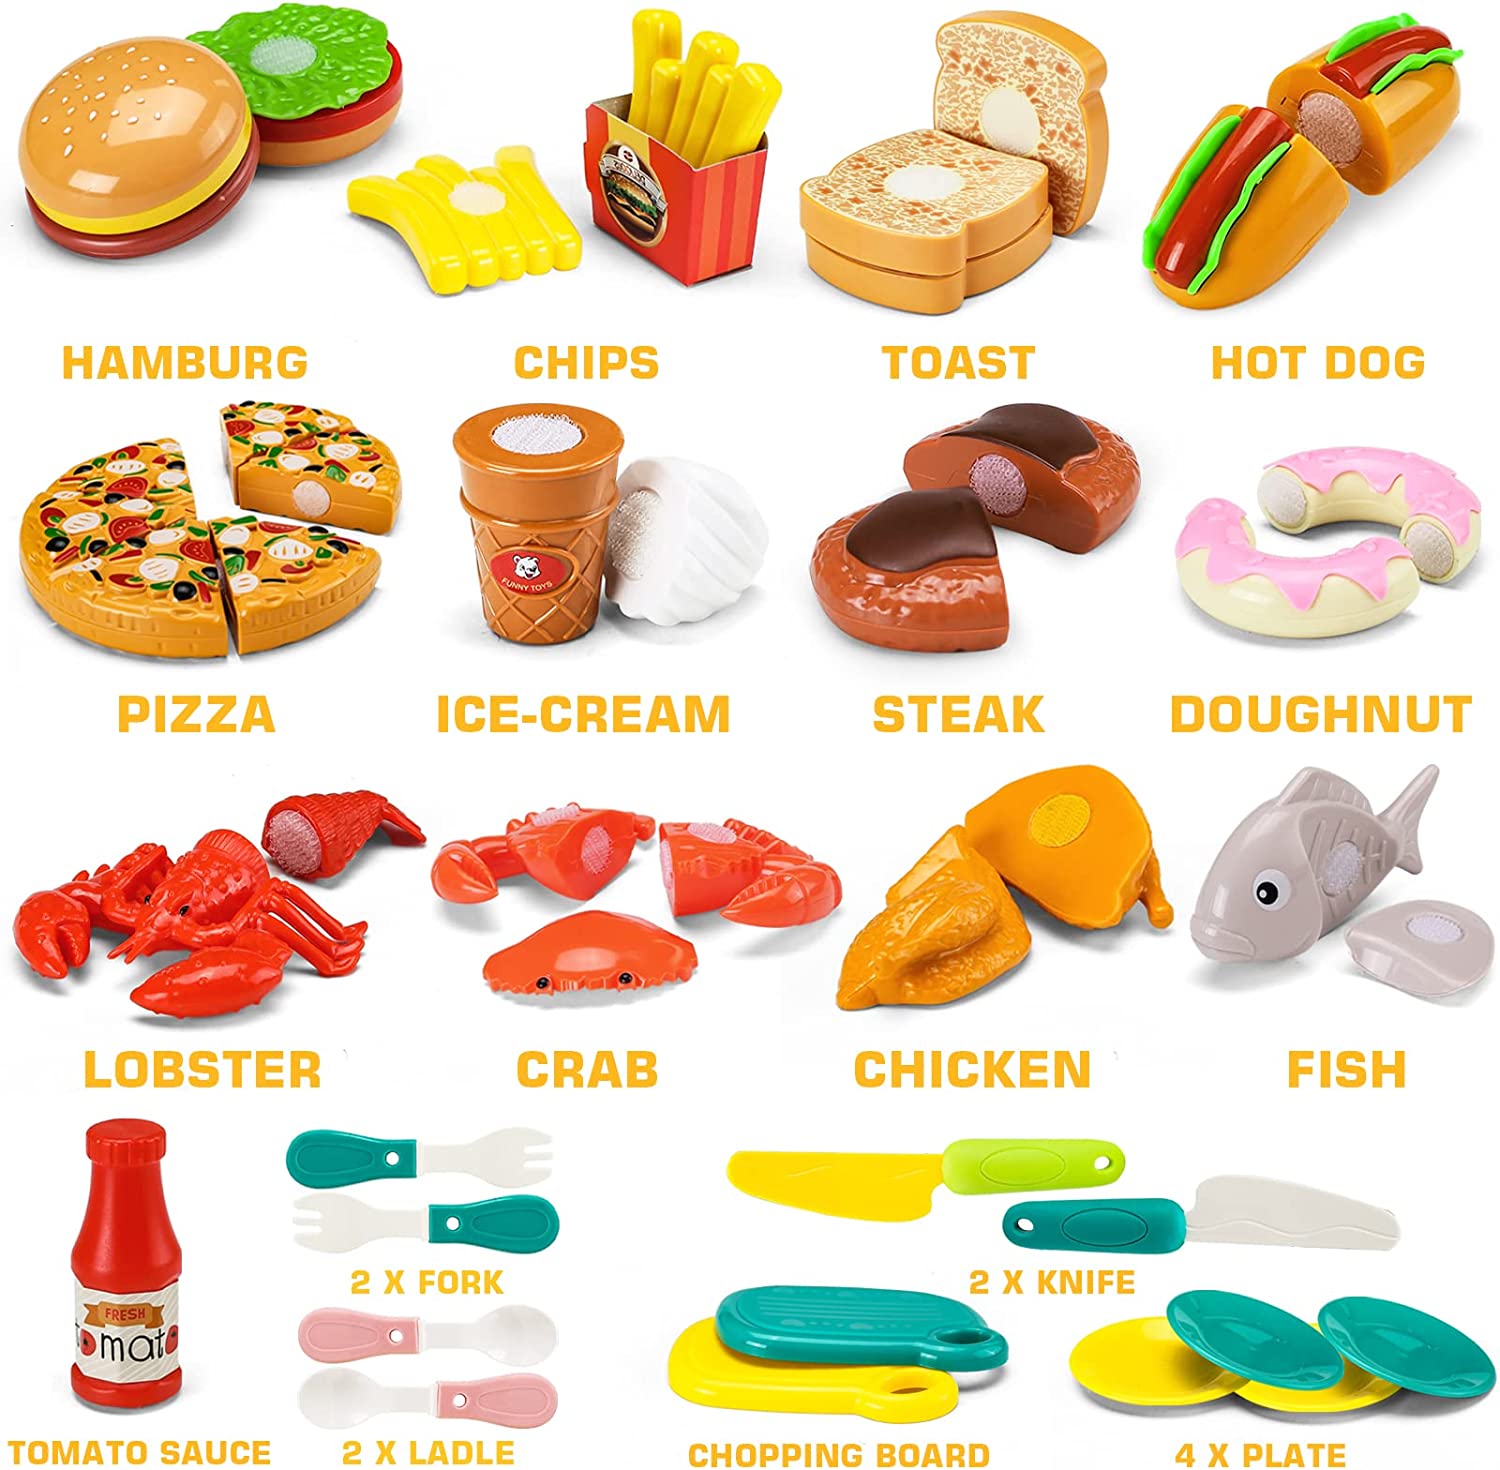 HAMBURG
CHIPS
TOAST
HOT DOG
FUNNY TOYS
PIZZA
ICE-CREAM
STEAK
DOUGHNUT
LOBSTER
CRAB
CHICKEN
FISH
2 X FORK
2 X KNIFE
FRESH
tomato
TOMATO SAUCE
2 X LADLE
CHOPPING BOARD
4 X PLATE